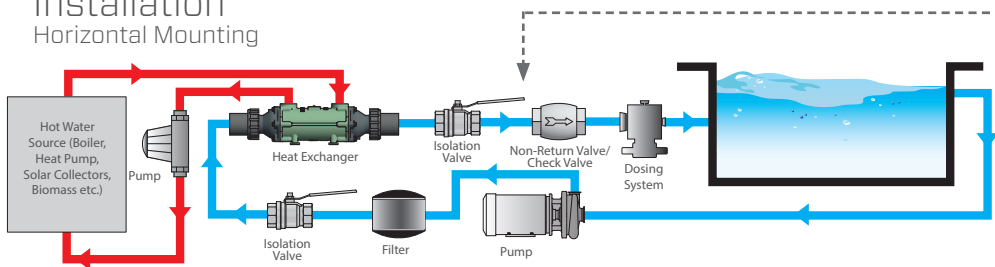 Installation
Horizontal Mounting
Hot Water
Source (Boiler,
Heat Pump,
Solar Collectors,
Biomass etc.)
Pump
Heat Exchanger
Isolation
Valve
Non-Return Valve/
Check Valve
Dosing
System
Isolation
Valve
Filter
Pump